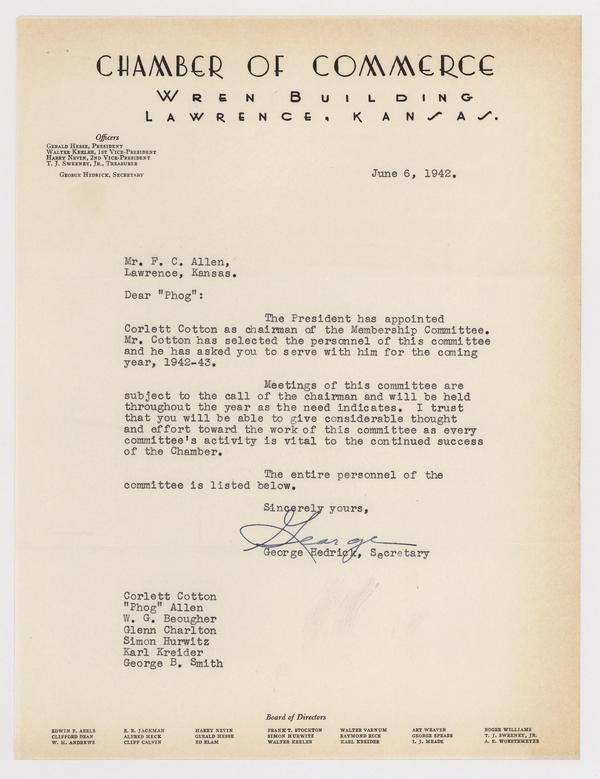 CHAMBER OF COMMERCE
WREN BUILDING
LAWRENCE, KANSAS.
Officers
GERALD HESSE, PRESIDENT
WALTER KEELER, 1ST VICE-PRESIDENT
HARRY NEVIN, 2ND VICE-PRESIDENT
T. J. SWEENEY, JR., TREASURER
GEORGE HEDRICK, SECRETARY
June 6, 1942.
Mr. F. C. Allen,
Lawrence, Kansas.
Dear "Phog":
The President has appointed
Corlett Cotton as chairman of the Membership Committee.
Mr. Cotton has selected the personnel of this committee
and he has asked you to serve with him for the coming
year, 1942-43.
Meetings of this committee are
subject to the call of the chairman and will be held
throughout the year as the need indicates. I trust
that you will be able to give considerable thought
and effort toward the work of this committee as every
committee's activity is vital to the continued success
of the Chamber.
The entire personnel of the
committee is listed below.
Sincerely yours,
George
George Hedrick, Secretary
Corlett Cotton
"Phog" Allen
W. G. Beougher
Glenn Charlton
Simon Hurwitz
Karl Kreider
George B. Smith
Board of Directors
EDWIN F. ABELS R. B. JACKMAN HARRY NEVIN FRANK T. STOCKTON WALTER VARNUM ART WEAVER ROGER WILLIAMS
CLIFFORD DEAN ALFRED HECK GERALD HESSE SIMON HURWITZ RAYMOND RICE GEORGE SPEARS T. J. SWEENEY, JR.
W. H. ANDREWS CLIFF CALVIN ED ELAM WALTER KEELER KARL KREIDER I. J. MEADE A. E. WOESTEMEYER